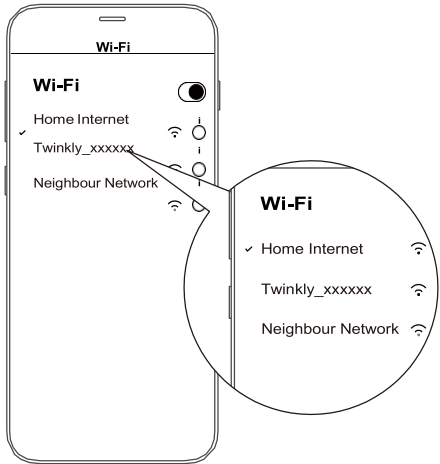 Wi-Fi
Wi-Fi
Home Internet
i
Twinkly_xxxxxx
i
Neighbour Network
i
Wi-Fi
Home Internet
Twinkly_xxxxxx
Neighbour Network